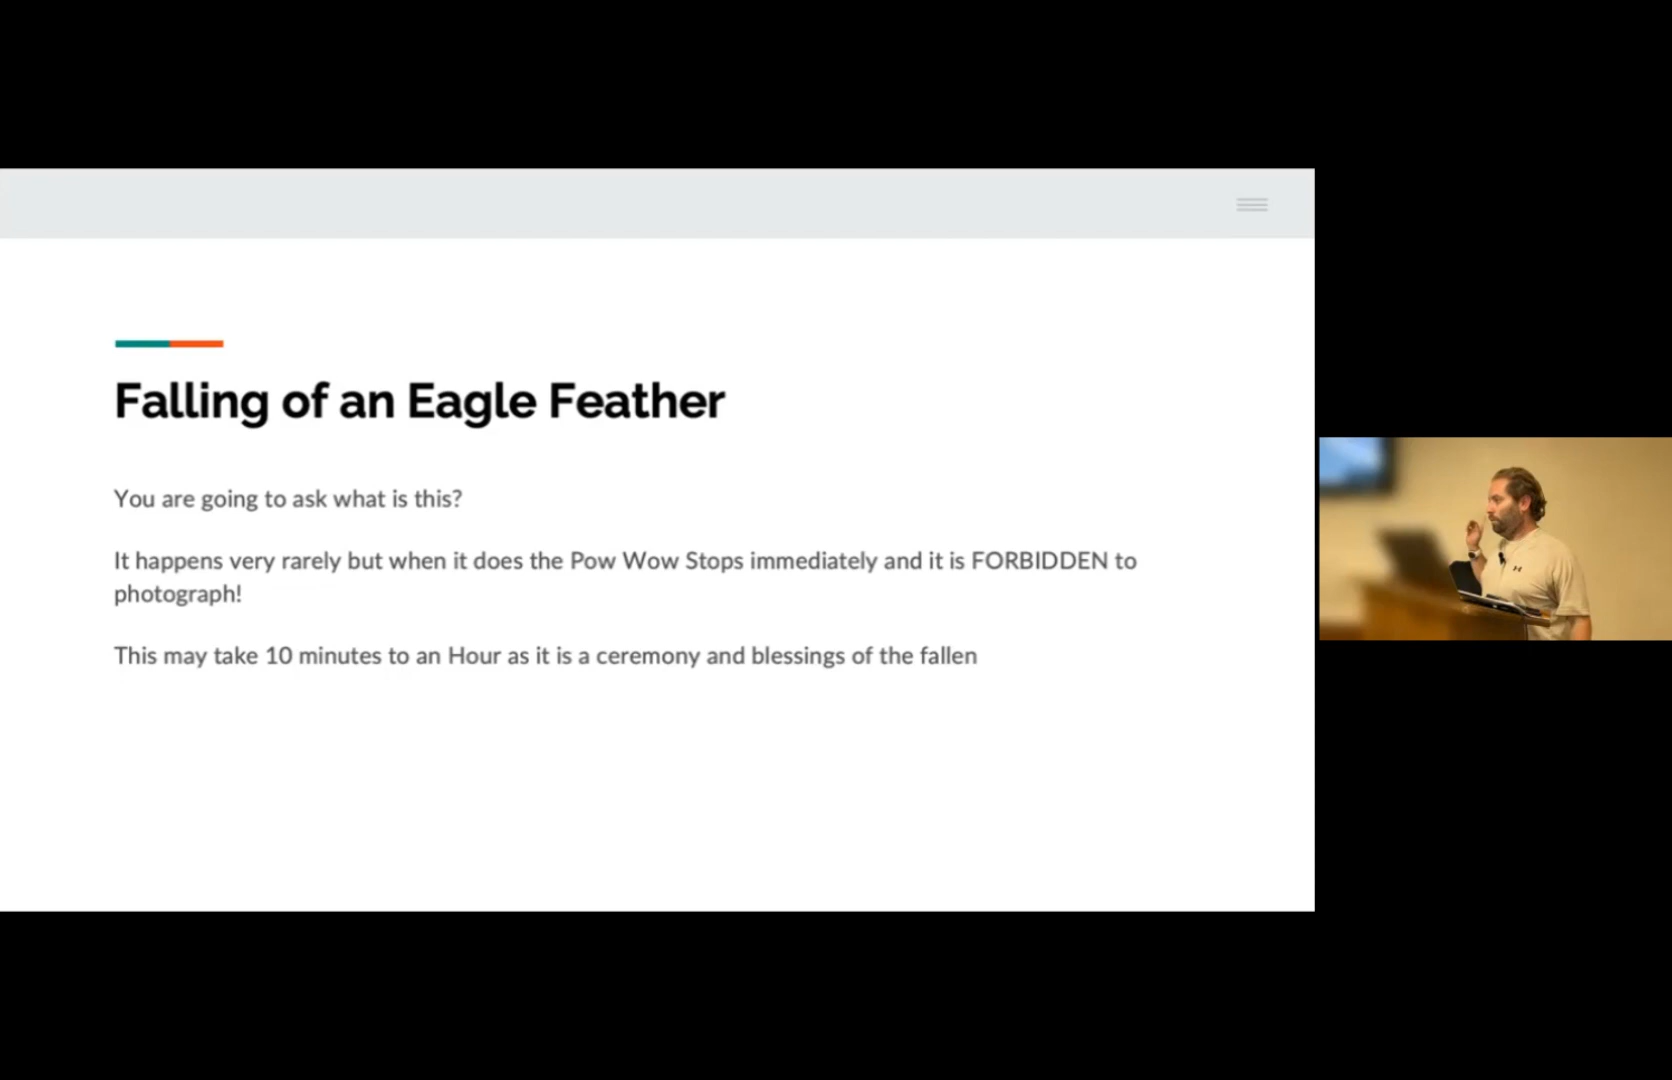 Falling of an Eagle Feather
You are going to ask what is this?
It happens very rarely but when it does the Pow Wow Stops immediately and it is FORBIDDEN to
photograph!
This may take 10 minutes to an Hour as it is a ceremony and blessings of the fallen